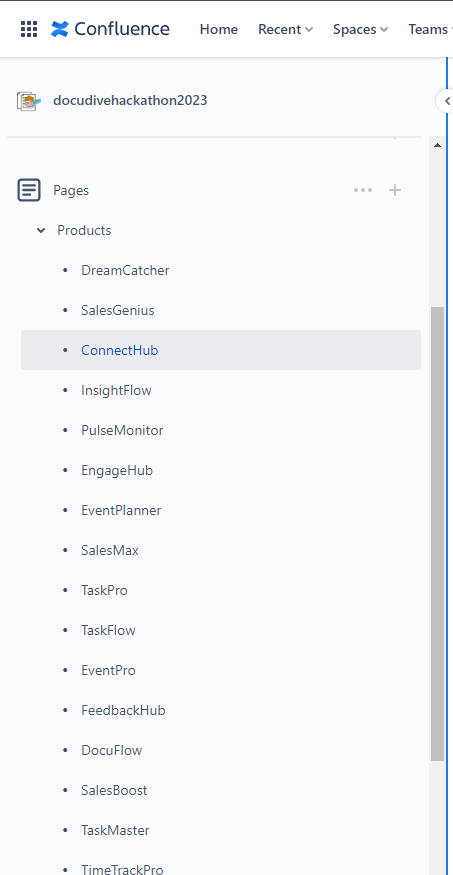 Confluence Home Recent Spaces Teams
docudivehackathon2023
Pages
Products
• DreamCatcher
• SalesGenius
• ConnectHub
• InsightFlow
• PulseMonitor
• EngageHub
• EventPlanner
• SalesMax
• TaskPro
• TaskFlow
• EventPro
• FeedbackHub
• DocuFlow
• SalesBoost
• TaskMaster
• TimeTrackPro